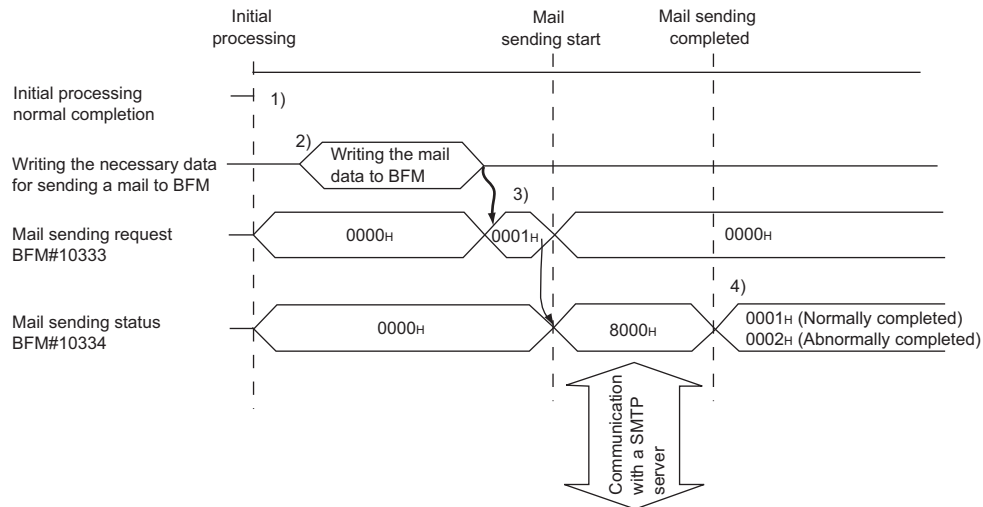 Initial
processing
Mail
sending start
Mail sending
completed
Initial processing
normal completion
1)
Writing the necessary data
for sending a mail to BFM
2)
Writing the mail
data to BFM
3)
Mail sending request
BFM#10333
0000H
0001H
0000H
4)
Mail sending status
BFM#10334
0000H
8000H
0001H (Normally completed)
0002H (Abnormally completed)
Communication
with a SMTP
server